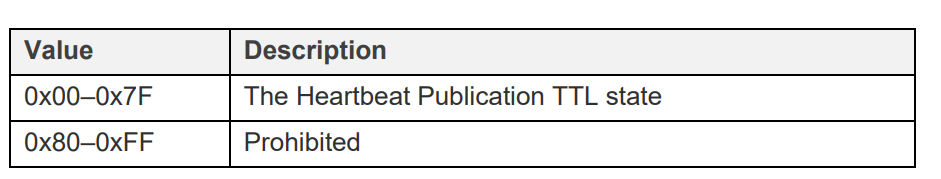 Value Description
0x00–0x7F The Heartbeat Publication TTL state
0x80–0xFF Prohibited